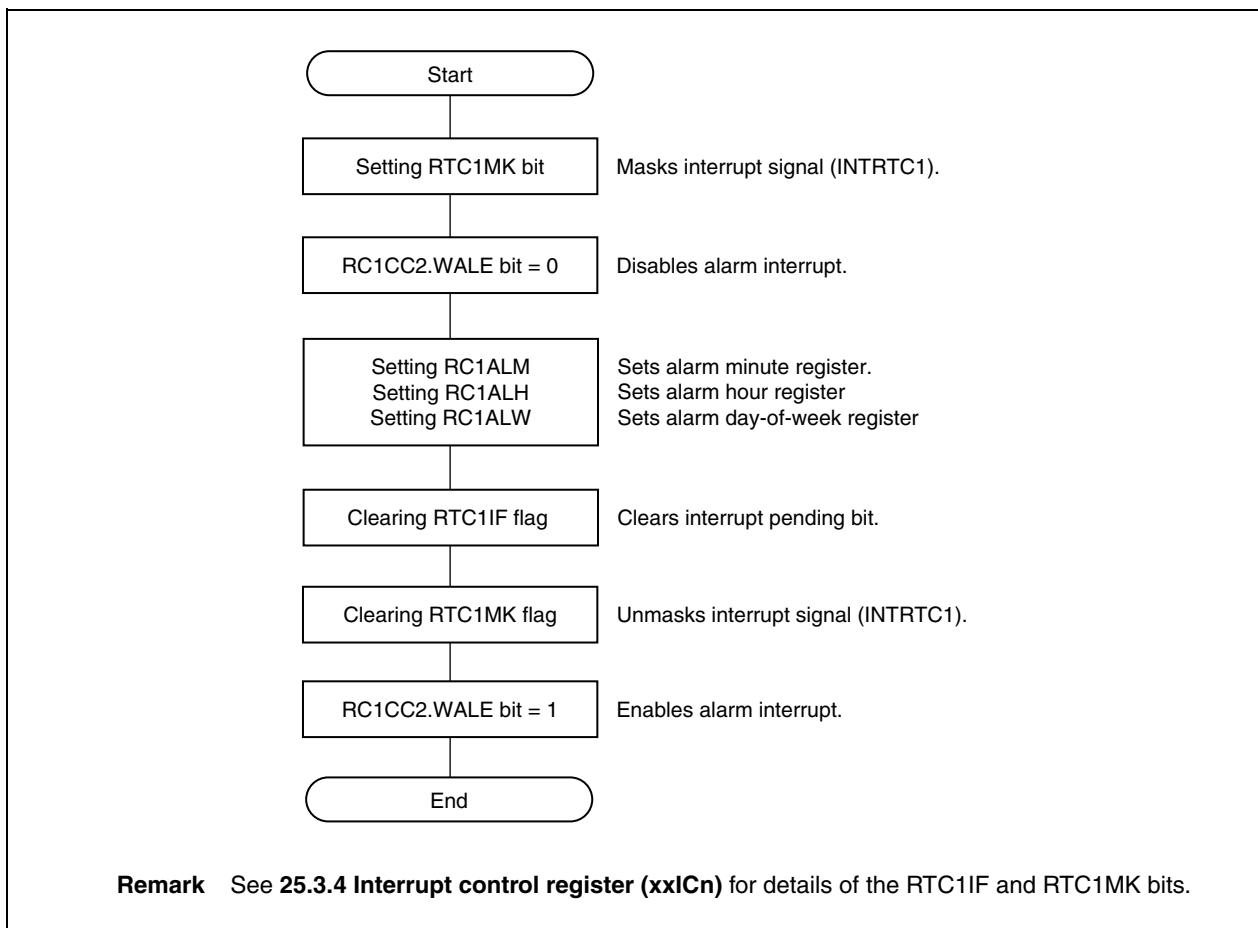 Start
Setting RTC1MK bit Masks interrupt signal (INTRTC1).
RC1CC2.WALE bit = 0 Disables alarm interrupt.
Setting RC1ALM Sets alarm minute register.
Setting RC1ALH Sets alarm hour register
Setting RC1ALW Sets alarm day-of-week register
Clearing RTC1IF flag Clears interrupt pending bit.
Clearing RTC1MK flag Unmasks interrupt signal (INTRTC1).
RC1CC2.WALE bit = 1 Enables alarm interrupt.
End
Remark See 25.3.4 Interrupt control register (xxICn) for details of the RTC1IF and RTC1MK bits.